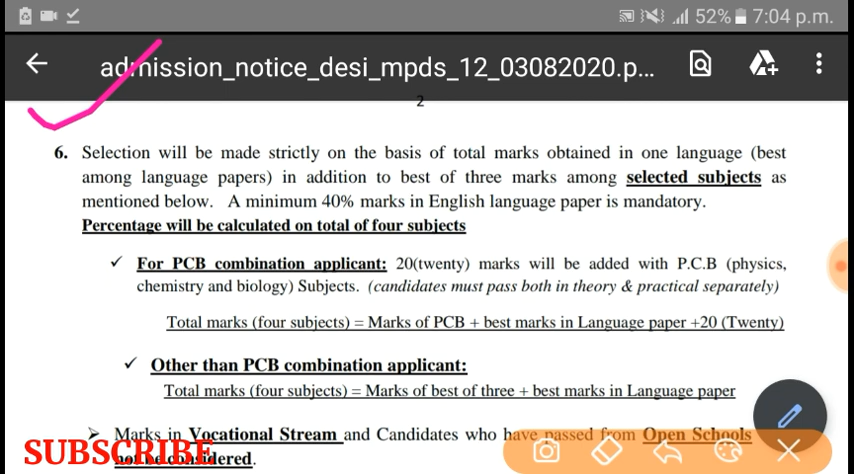 52% 7:04 p.m.
admission_notice_desi_mpds_12_03082020.p...
2
6. Selection will be made strictly on the basis of total marks obtained in one language (best
among language papers) in addition to best of three marks among selected subjects as
mentioned below. A minimum 40% marks in English language paper is mandatory.
Percentage will be calculated on total of four subjects
✓ For PCB combination applicant: 20(twenty) marks will be added with P.C.B (physics,
chemistry and biology) Subjects. (candidates must pass both in theory & practical separately)
Total marks (four subjects) = Marks of PCB + best marks in Language paper +20 (Twenty)
✓ Other than PCB combination applicant:
Total marks (four subjects) = Marks of best of three + best marks in Language paper
➢ Marks in Vocational Stream and Candidates who have passed from Open Schools
SUBSCRIBE